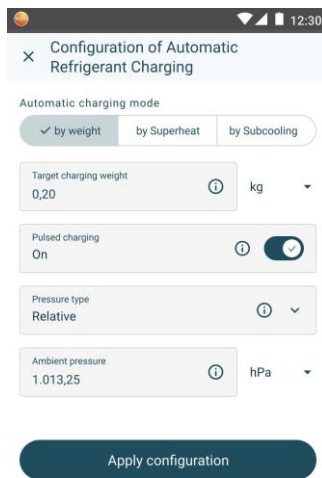 12:30
Configuration of Automatic
Refrigerant Charging
Automatic charging mode
by weight
by Superheat
by Subcooling
Target charging weight
0,20
kg
Pulsed charging
On
Pressure type
Relative
Ambient pressure
1.013,25
hPa
Apply configuration